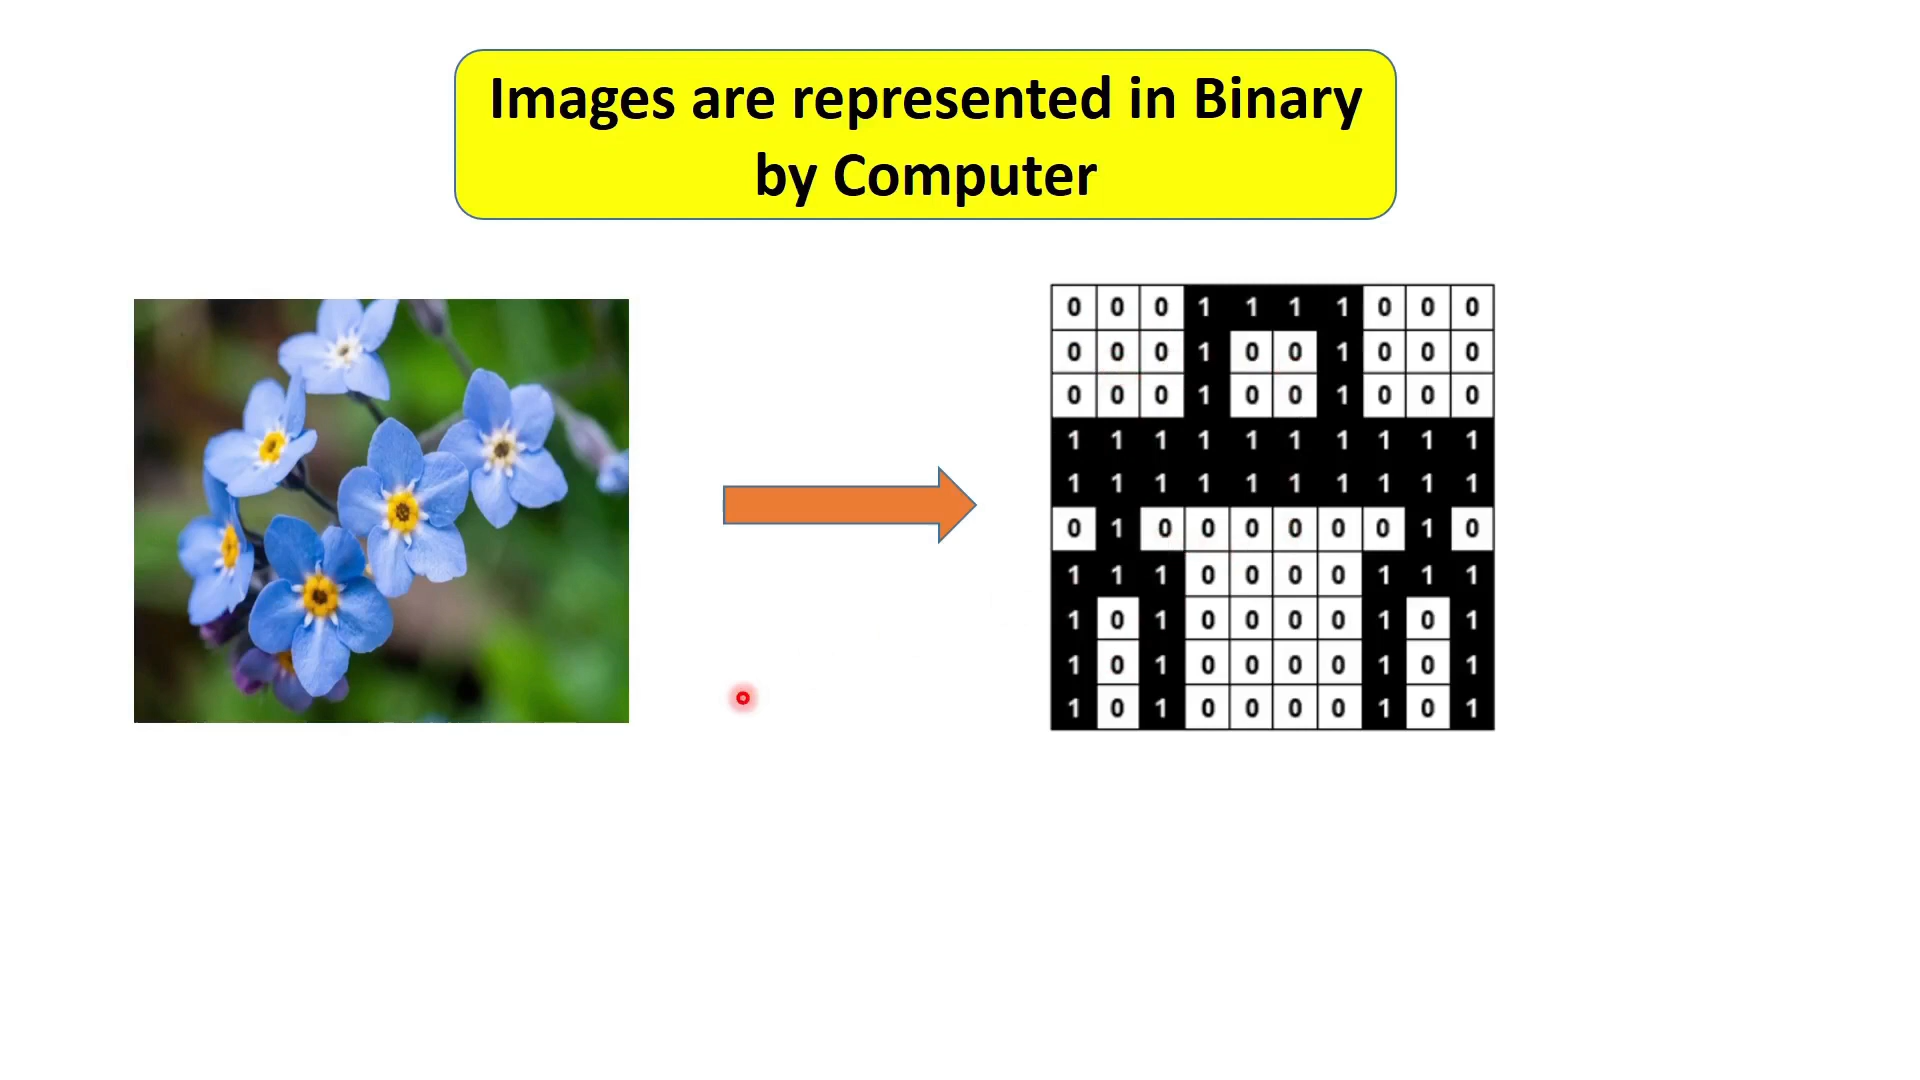 Images are represented in Binary
by Computer
0 0 0 1 1 1 1 0 0 0
0 0 0 1 0 0 1 0 0 0
0 0 0 1 0 0 1 0 0 0
1 1 1 1 1 1 1 1 1 1
1 1 1 1 1 1 1 1 1 1
0 1 0 0 0 0 0 0 1 0
1 1 1 0 0 0 0 1 1 1
1 0 1 0 0 0 0 1 0 1
1 0 1 0 0 0 0 1 0 1
1 0 1 0 0 0 0 1 0 1